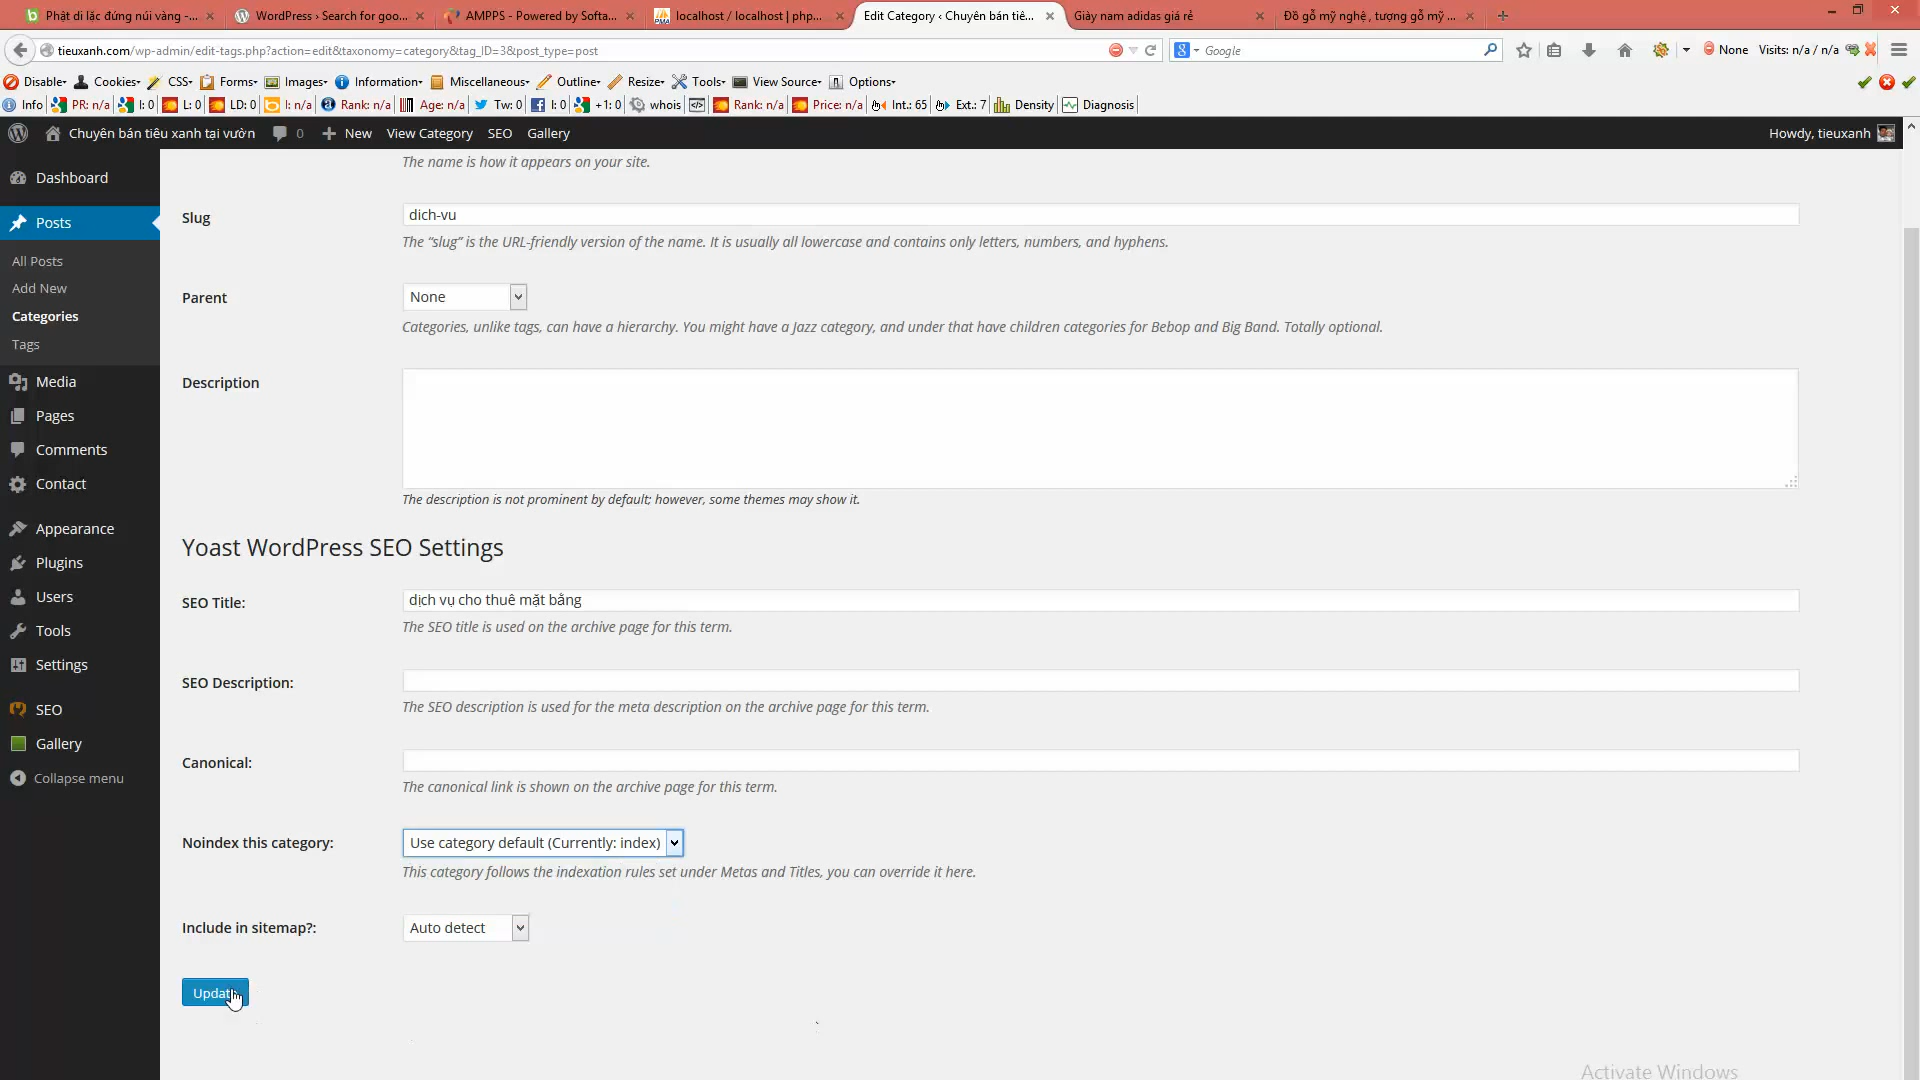 Phật di lặc đứng núi vàng -...
WordPress › Search for goo...
AMPPS - Powered by Softa...
localhost / localhost | php...
Edit Category ‹ Chuyên bán tiê...
Giày nam adidas giá rẻ
Đồ gỗ mỹ nghệ , tượng gỗ mỹ ...
tieuxanh.com/wp-admin/edit-tags.php?action=edit&taxonomy=category&tag_ID=3&post_type=post
Google
None
Visits: n/a / n/a
Disable
Cookies
CSS
Forms
Images
Information
Miscellaneous
Outline
Resize
Tools
View Source
Options
Info
PR: n/a
I: 0
L: 0
LD: 0
I: n/a
Rank: n/a
Age: n/a
Tw: 0
I: 0
+1: 0
whois
Rank: n/a
Price: n/a
Int.: 65
Ext.: 7
Density
Diagnosis
Chuyên bán tiêu xanh tại vườn
0
New
View Category
SEO
Gallery
Howdy, tieuxanh
Dashboard
Posts
All Posts
Add New
Categories
Tags
Media
Pages
Comments
Contact
Appearance
Plugins
Users
Tools
Settings
SEO
Gallery
Collapse menu
The name is how it appears on your site.
Slug
dich-vu
The “slug” is the URL-friendly version of the name. It is usually all lowercase and contains only letters, numbers, and hyphens.
Parent
None
Categories, unlike tags, can have a hierarchy. You might have a Jazz category, and under that have children categories for Bebop and Big Band. Totally optional.
Description
The description is not prominent by default; however, some themes may show it.
Yoast WordPress SEO Settings
SEO Title:
dịch vụ cho thuê mặt bằng
The SEO title is used on the archive page for this term.
SEO Description:
The SEO description is used for the meta description on the archive page for this term.
Canonical:
The canonical link is shown on the archive page for this term.
Noindex this category:
Use category default (Currently: index)
This category follows the indexation rules set under Metas and Titles, you can override it here.
Include in sitemap?:
Auto detect
Update
Activate Windows